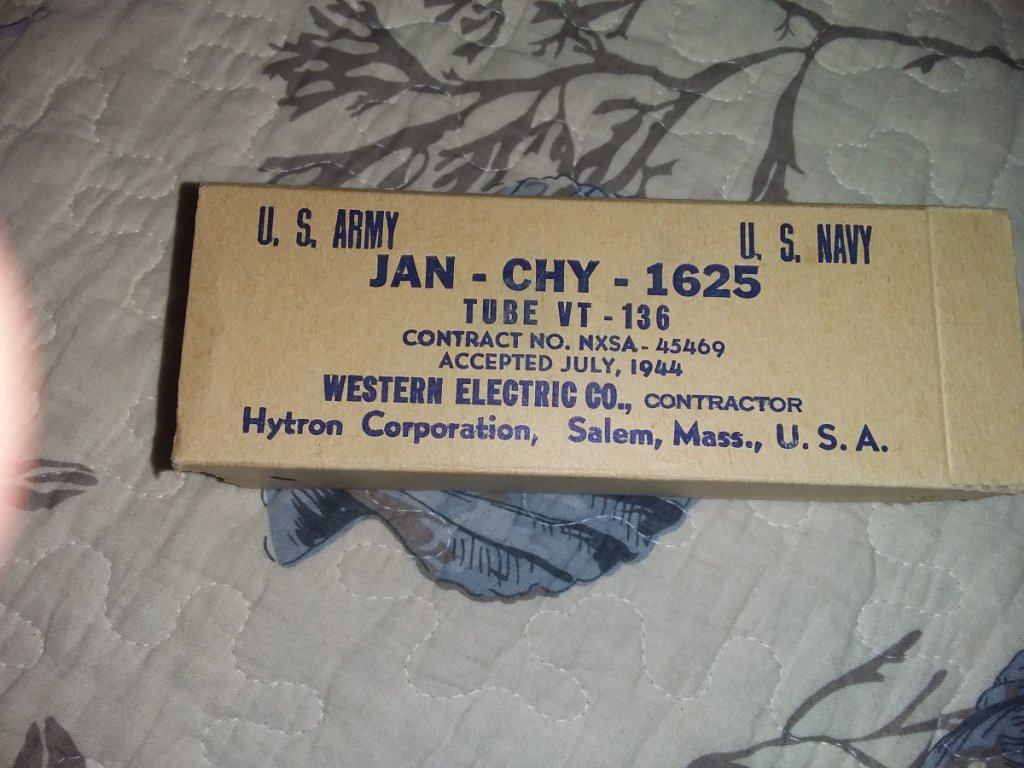 U. S. ARMY U. S. NAVY
JAN - CHY - 1625
TUBE VT - 136
CONTRACT NO. NXSA - 45469
ACCEPTED JULY, 1944
WESTERN ELECTRIC CO., CONTRACTOR
Hytron Corporation, Salem, Mass., U. S. A.